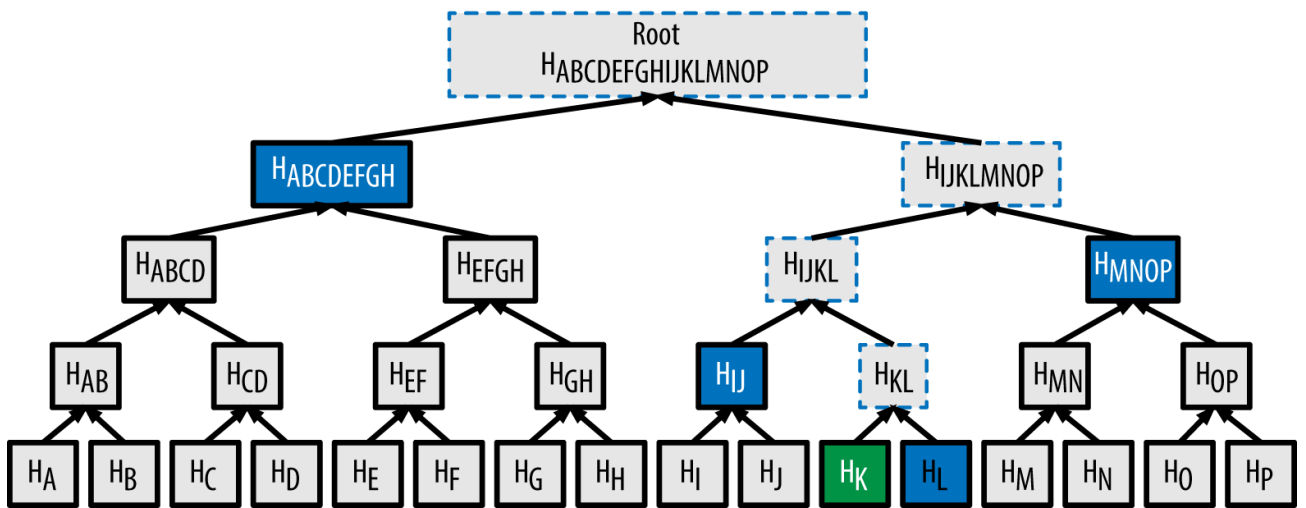 Root
HABCDEFGHIJKLMNOP
HABCDEFGH
HIJKLMNOP
HABCD
HEFGH
HIJKL
HMNOP
HAB
HCD
HEF
HGH
HIJ
HKL
HMN
HOP
HA
HB
HC
HD
HE
HF
HG
HH
HI
HJ
HK
HL
HM
HN
HO
HP